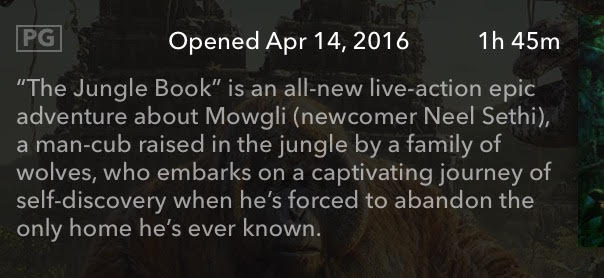 PG
Opened Apr 14, 2016
1h 45m
“The Jungle Book” is an all-new live-action epic
adventure about Mowgli (newcomer Neel Sethi),
a man-cub raised in the jungle by a family of
wolves, who embarks on a captivating journey of
self-discovery when he’s forced to abandon the
only home he’s ever known.